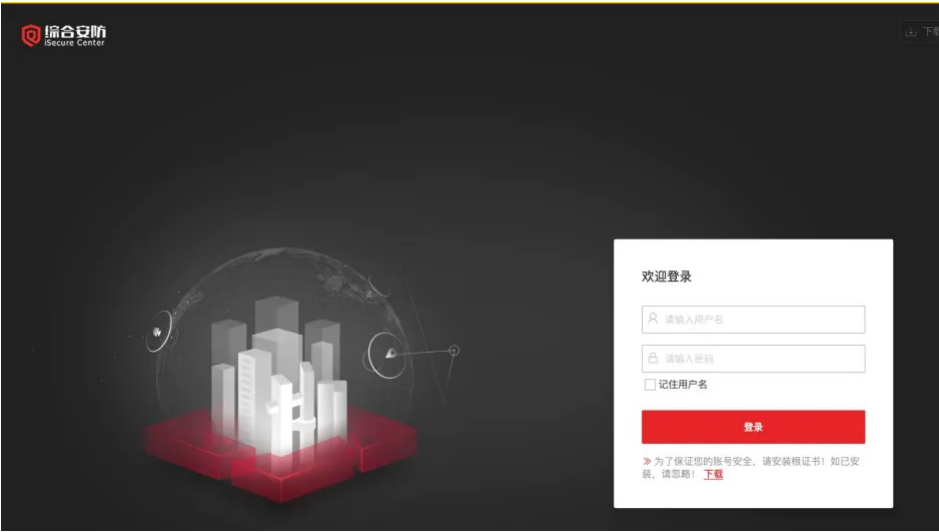 综合安防
iSecure Center
下载
欢迎登录
请输入用户名
请输入密码
记住用户名
登录
» 为了保证您的账号安全，请安装根证书！如已安
装，请忽略！ 下载